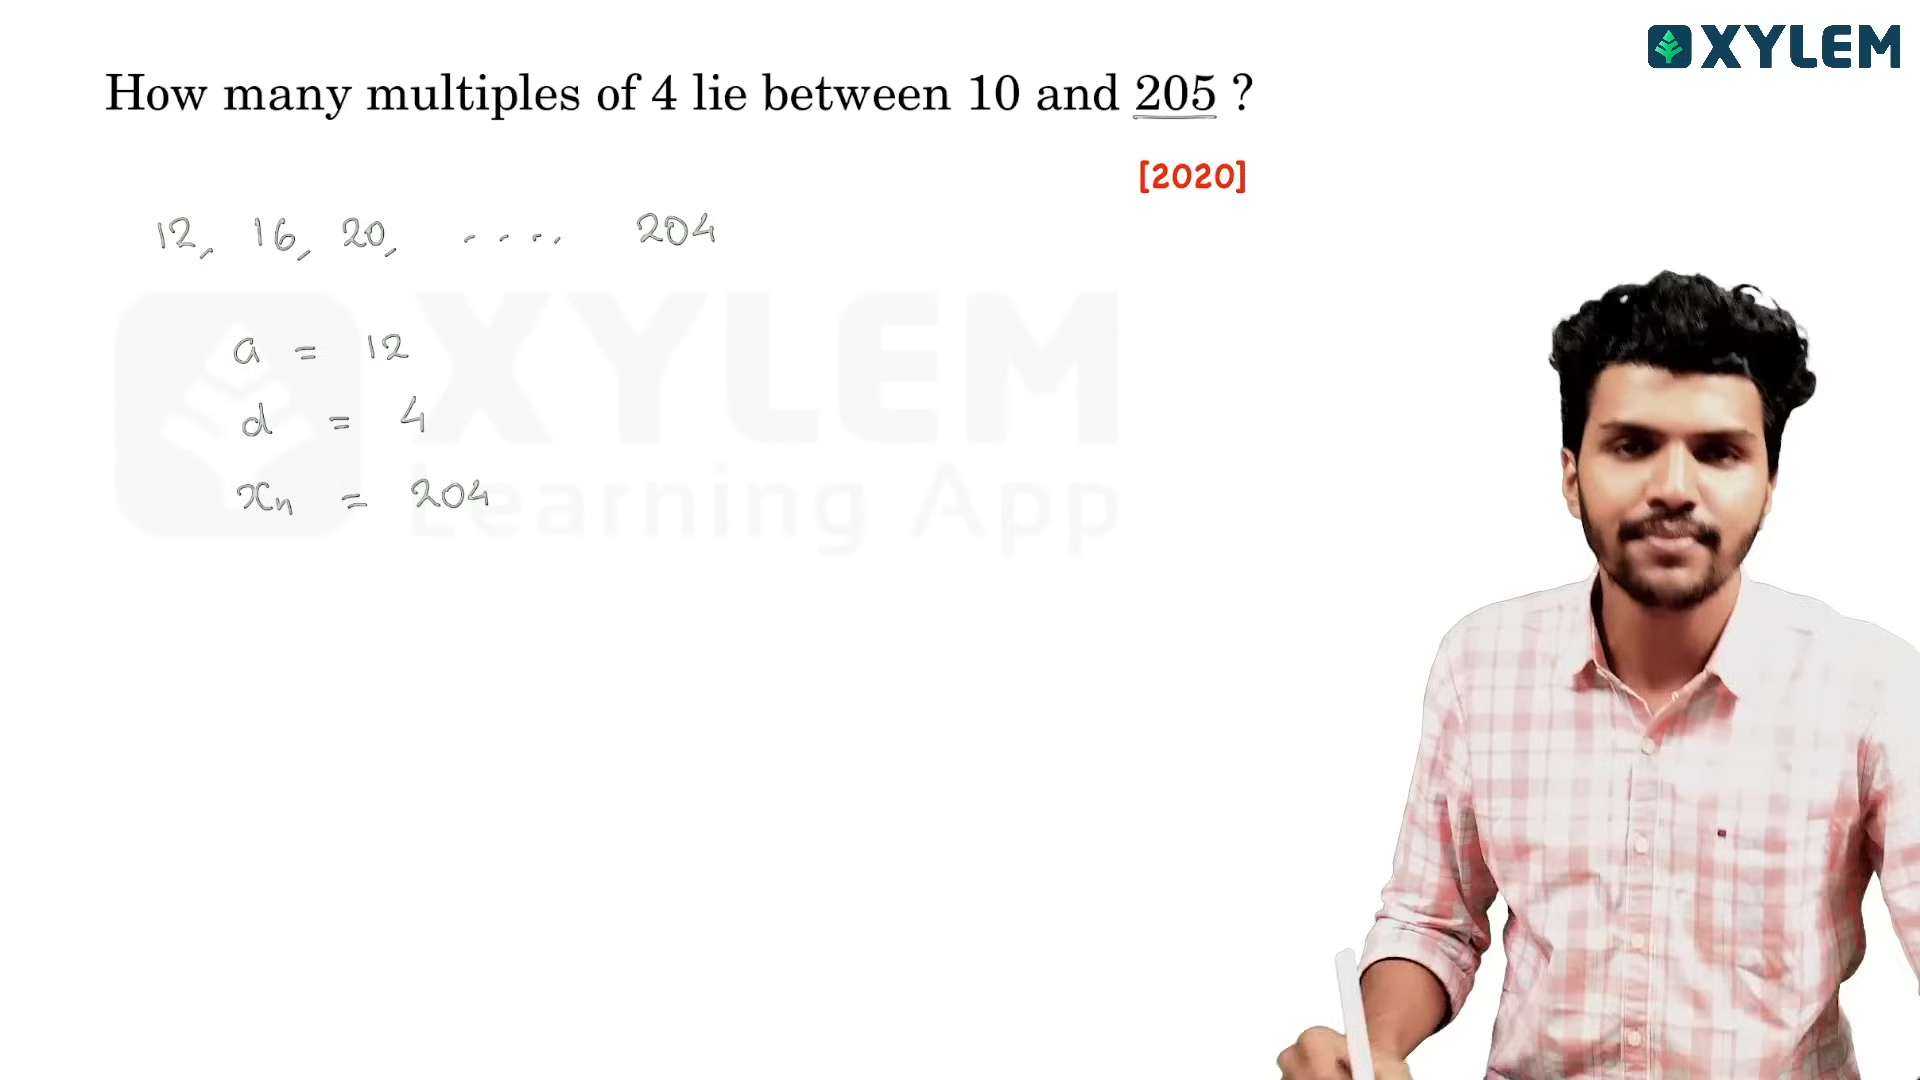 XYLEM
How many multiples of 4 lie between 10 and 205 ?
[2020]
12, 16, 20, .... 204
a = 12
d = 4
xn = 204
XYLEM
Learning App